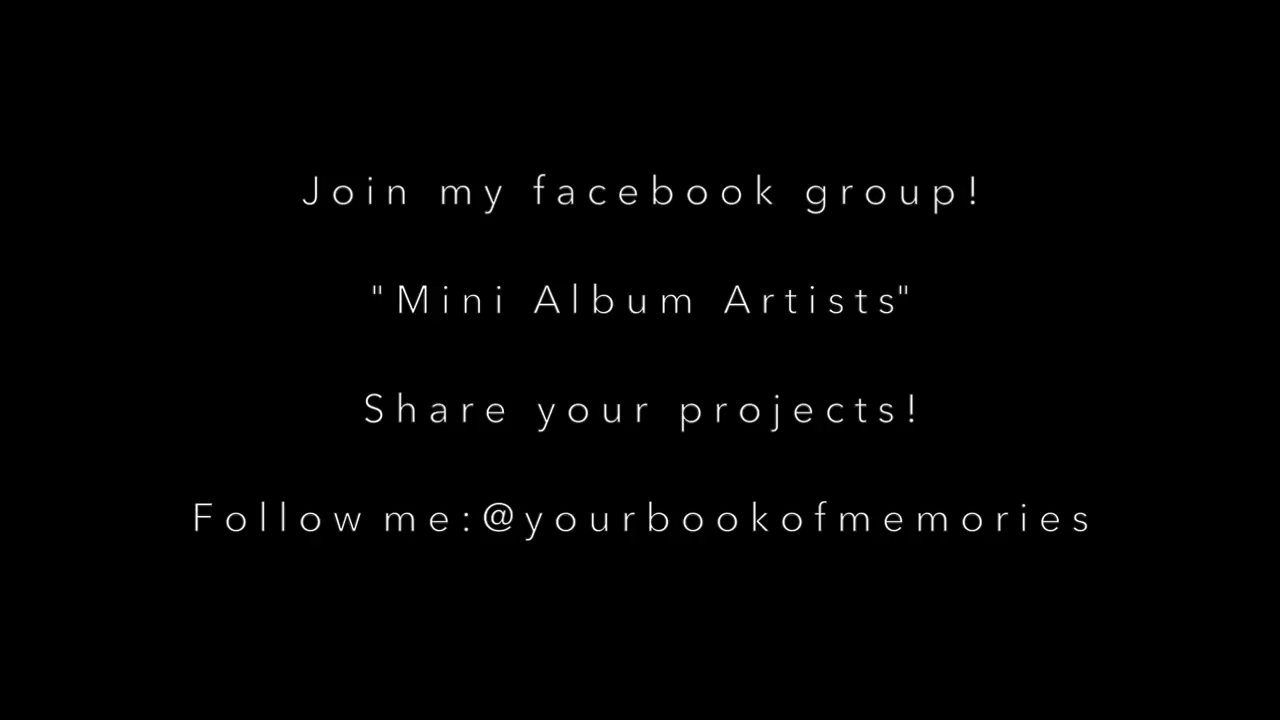 Join my facebook group!
"Mini Album Artists"
Share your projects!
Follow me:@yourbookofmemories